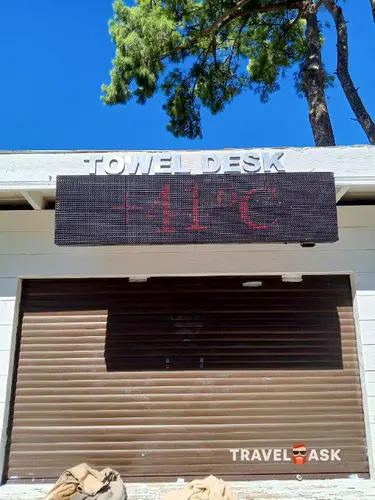 TOWEL DESK
+41°C
TRAVEL ASK